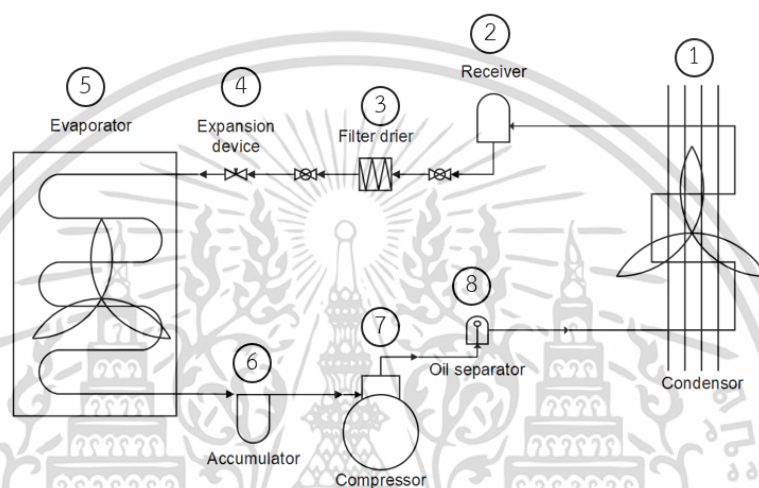 2
Receiver
1
5
Evaporator
4
Expansion
device
3
Filter drier
8
Oil separator
7
Compressor
6
Accumulator
Condensor